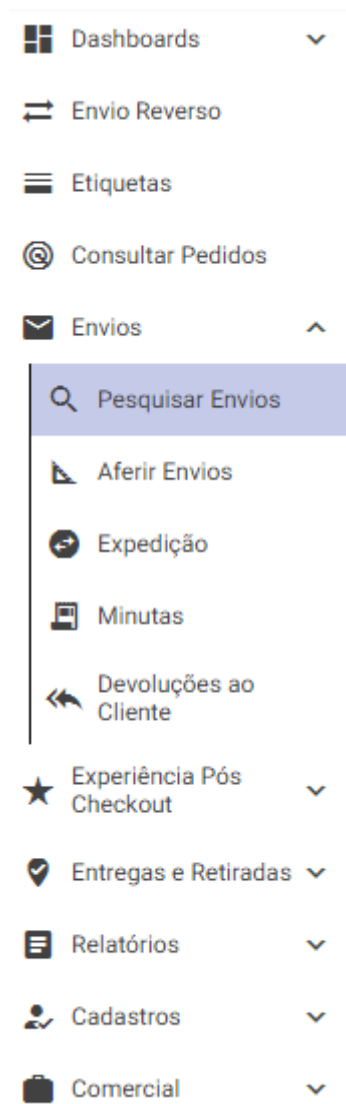 Dashboards
Envio Reverso
Etiquetas
Consultar Pedidos
Envios
Pesquisar Envios
Aferir Envios
Expedição
Minutas
Devoluções ao
Cliente
Experiência Pós
Checkout
Entregas e Retiradas
Relatórios
Cadastros
Comercial